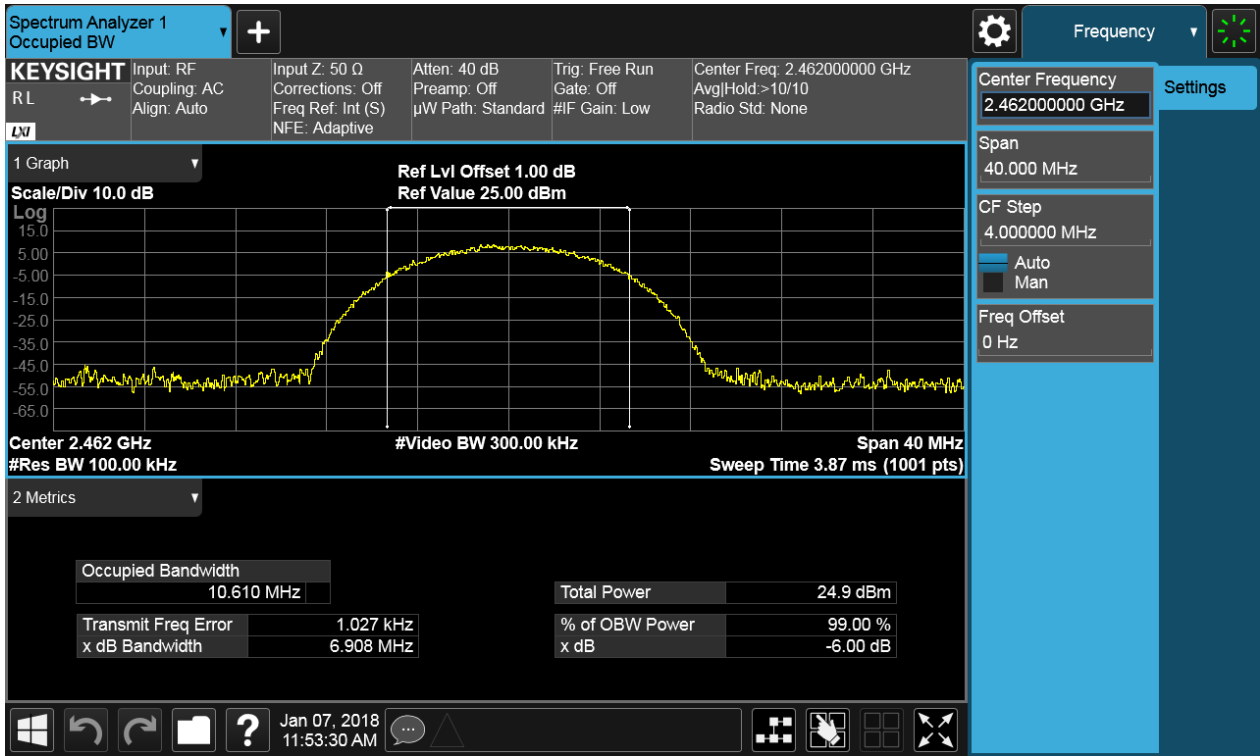 Spectrum Analyzer 1
Occupied BW
Frequency
KEYSIGHT
RL
LXI
Input: RF
Coupling: AC
Align: Auto
Input Z: 50 Ω
Corrections: Off
Freq Ref: Int (S)
NFE: Adaptive
Atten: 40 dB
Preamp: Off
µW Path: Standard
Trig: Free Run
Gate: Off
#IF Gain: Low
Center Freq: 2.462000000 GHz
Avg|Hold:>10/10
Radio Std: None
Center Frequency
2.462000000 GHz
Settings
Span
40.000 MHz
CF Step
4.000000 MHz
Auto
Man
Freq Offset
0 Hz
1 Graph
Scale/Div 10.0 dB
Ref Lvl Offset 1.00 dB
Ref Value 25.00 dBm
Log
15.0
5.00
-5.00
-15.0
-25.0
-35.0
-45.0
-55.0
-65.0
Center 2.462 GHz
#Video BW 300.00 kHz
Span 40 MHz
#Res BW 100.00 kHz
Sweep Time 3.87 ms (1001 pts)
2 Metrics
Occupied Bandwidth
10.610 MHz
Total Power 24.9 dBm
Transmit Freq Error 1.027 kHz
% of OBW Power 99.00 %
x dB Bandwidth 6.908 MHz
x dB -6.00 dB
?
Jan 07, 2018
11:53:30 AM